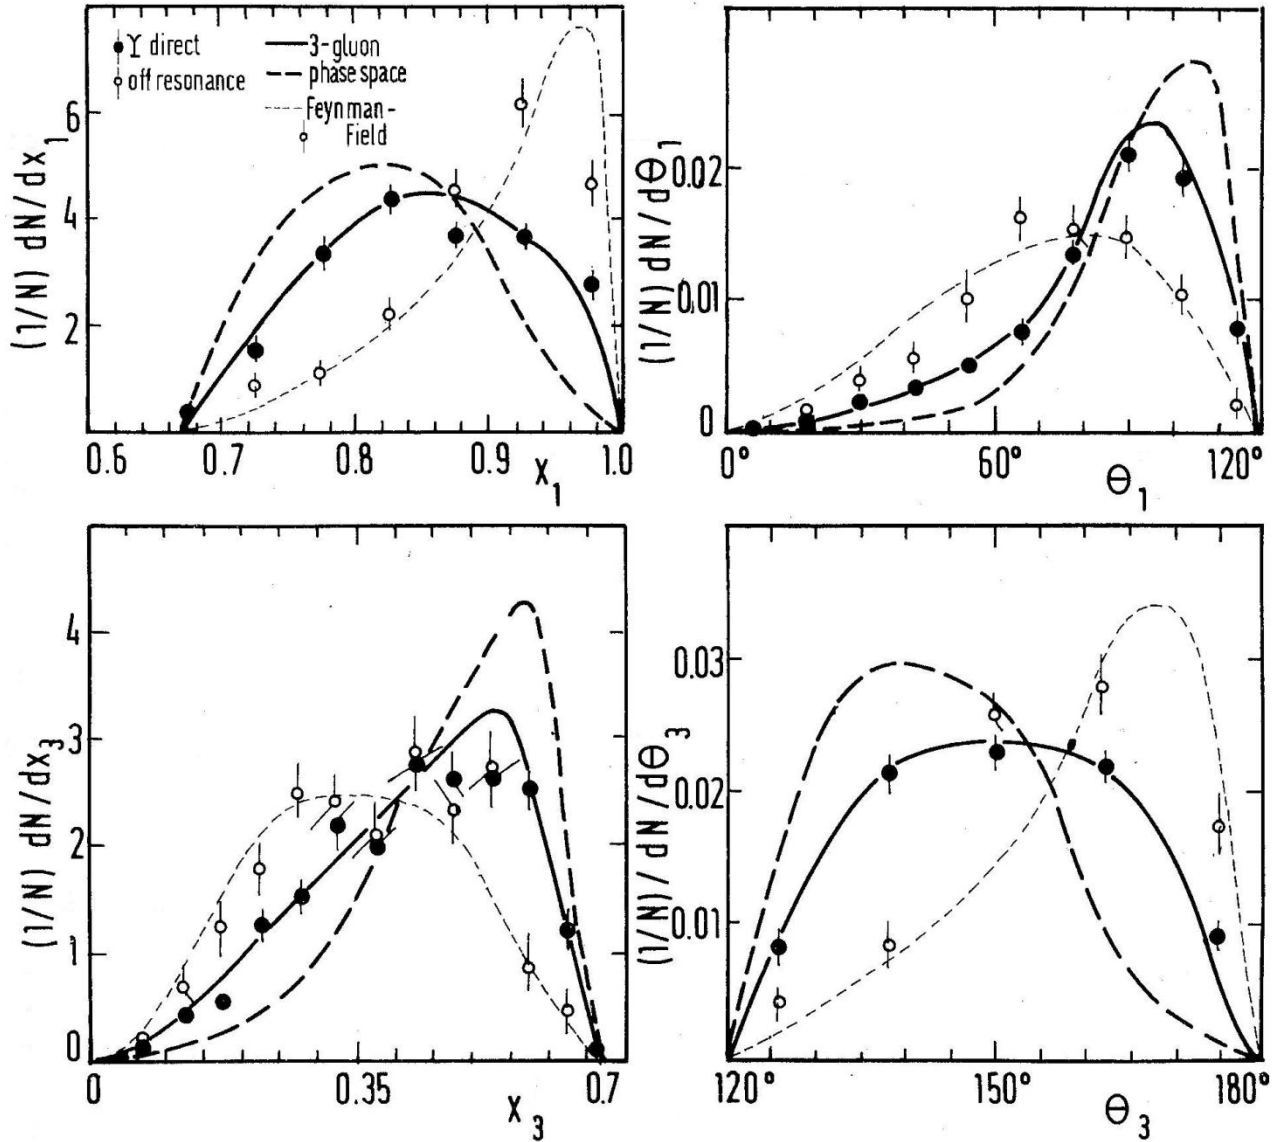 ϒ direct
off resonance
3-gluon
phase space
Feynman-
Field
(1/N) dN/dx₁
6
4
2
0.6 0.7 0.8 0.9 1.0
x₁
(1/N) dN/dΘ₁
0.02
0.01
0
0° 60° 120°
Θ₁
(1/N) dN/dx₃
4
3
2
1
0
0 0.35 0.7
x₃
(1/N)/dN/dΘ₃
0.03
0.02
0.01
120° 150° 180°
Θ₃